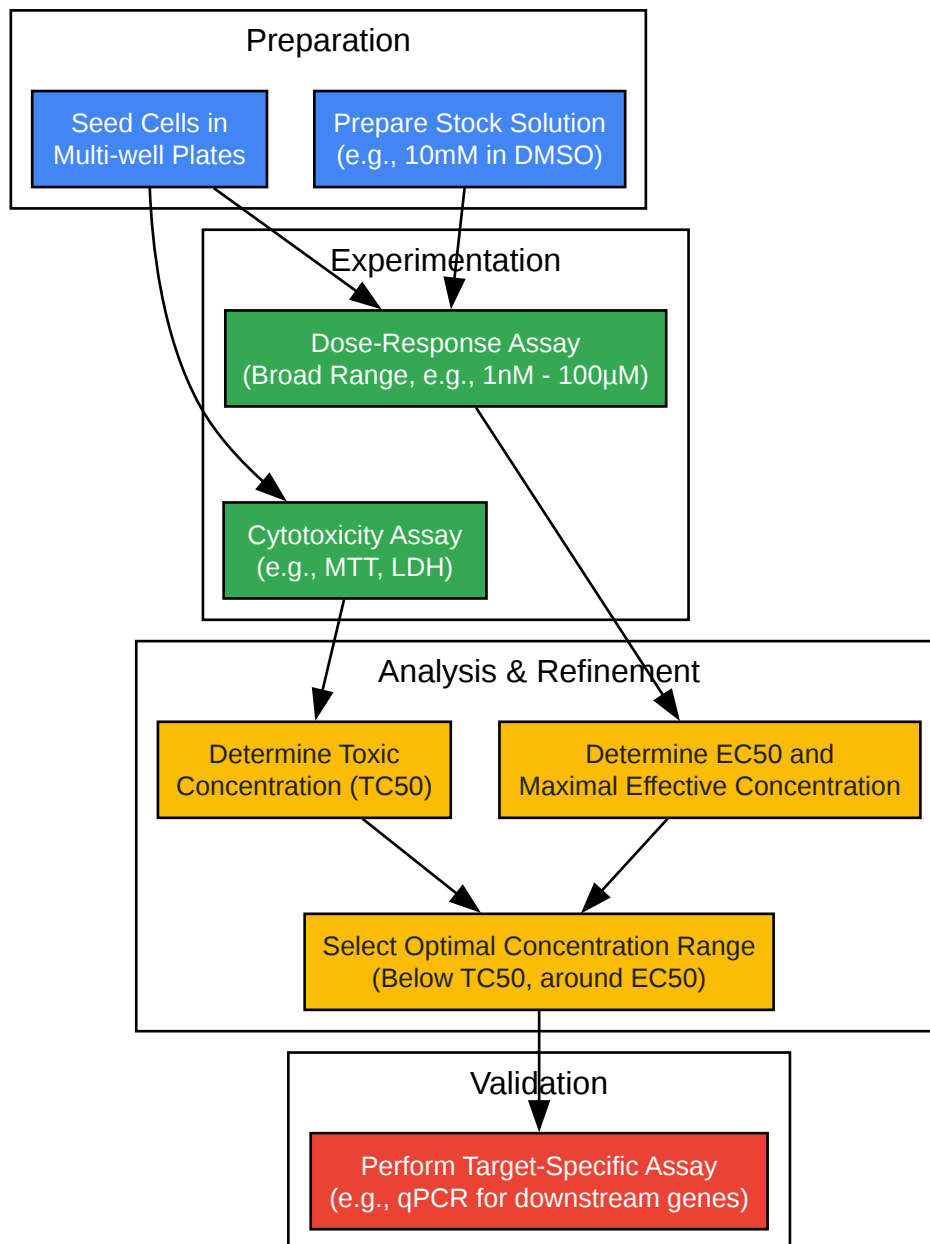 Preparation
Seed Cells in
Multi-well Plates
Prepare Stock Solution
(e.g., 10mM in DMSO)
Experimentation
Dose-Response Assay
(Broad Range, e.g., 1nM - 100µM)
Cytotoxicity Assay
(e.g., MTT, LDH)
Analysis & Refinement
Determine Toxic
Concentration (TC50)
Determine EC50 and
Maximal Effective Concentration
Select Optimal Concentration Range
(Below TC50, around EC50)
Validation
Perform Target-Specific Assay
(e.g., qPCR for downstream genes)